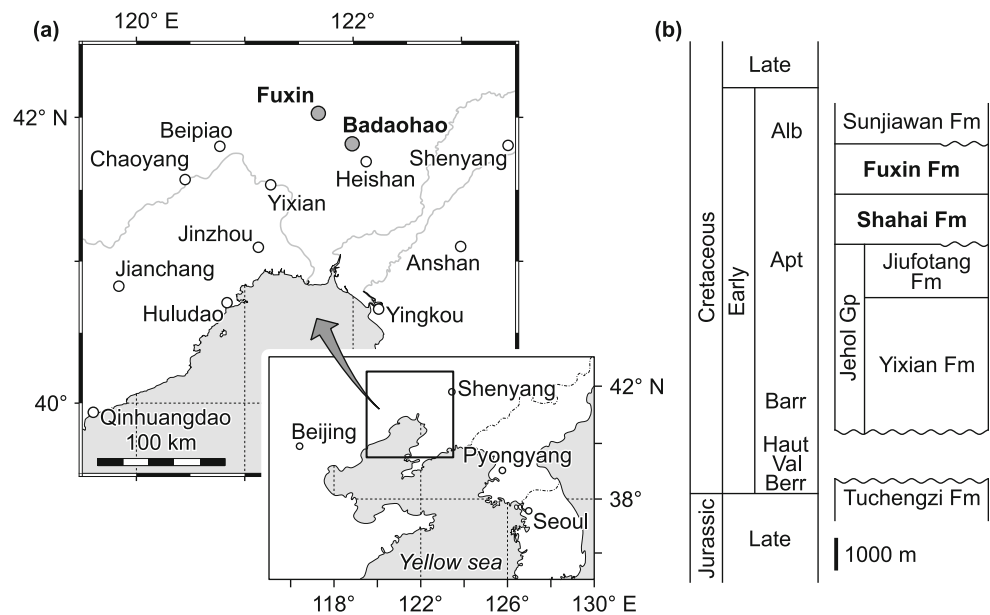 (a)
120° E
122°
42° N
Fuxin
Badaohao
Beipiao
Chaoyang
Shenyang
Heishan
Yixian
Jinzhou
Anshan
Jianchang
Huludao
Yingkou
40°
Qinhuangdao
100 km
42° N
Shenyang
Beijing
Pyongyang
38°
Seoul
Yellow sea
118°
122°
126°
130° E
(b)
Late
Alb
Sunjiawan Fm
Fuxin Fm
Shahai Fm
Cretaceous
Early
Apt
Jehol Gp
Jiufotang
Fm
Yixian Fm
Barr
Haut
Val
Berr
Tuchengzi Fm
Jurassic
Late
1000 m